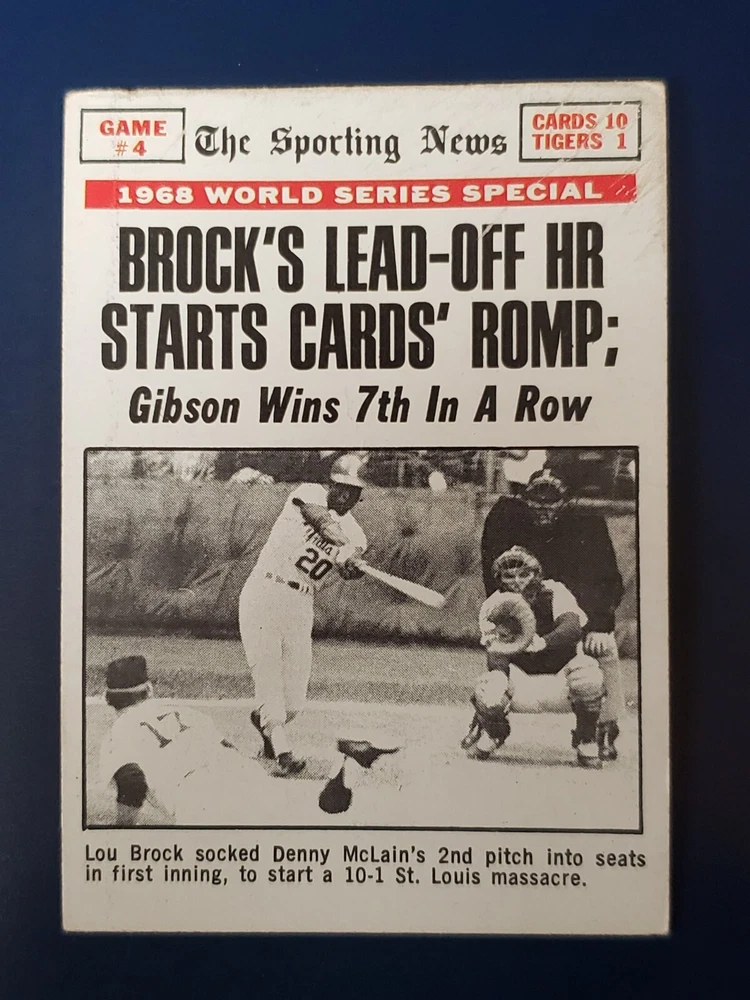 GAME
#4
The Sporting News
CARDS 10
TIGERS 1
1968 WORLD SERIES SPECIAL
BROCK'S LEAD-OFF HR
STARTS CARDS' ROMP;
Gibson Wins 7th In A Row
20
17
Lou Brock socked Denny McLain's 2nd pitch into seats
in first inning, to start a 10-1 St. Louis massacre.